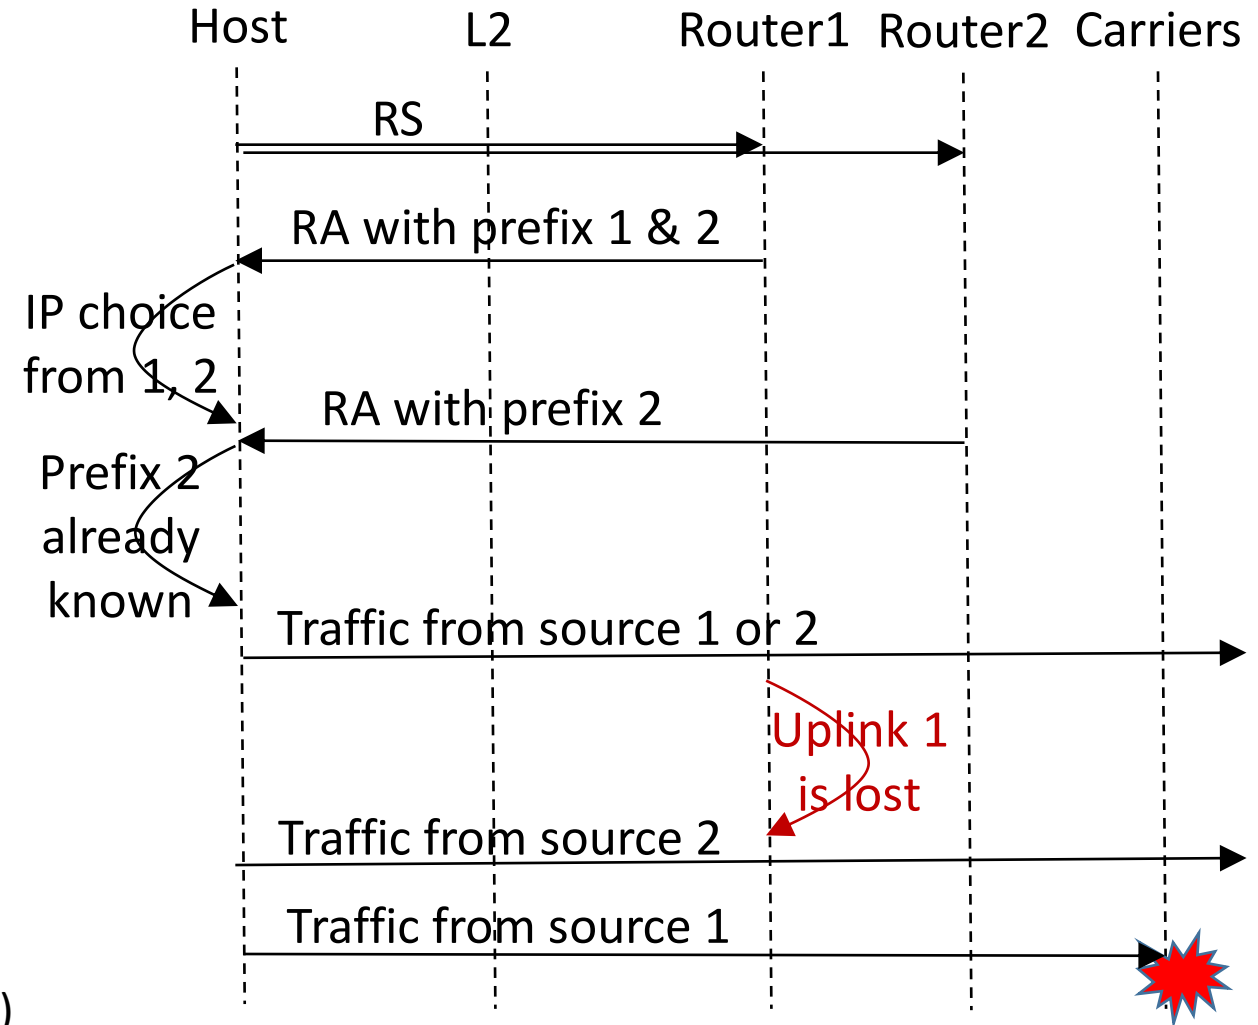 Host L2 Router1 Router2 Carriers
RS
RA with prefix 1 & 2
IP choice
from 1, 2
RA with prefix 2
Prefix 2
already
known
Traffic from source 1 or 2
Uplink 1
is lost
Traffic from source 2
Traffic from source 1
)